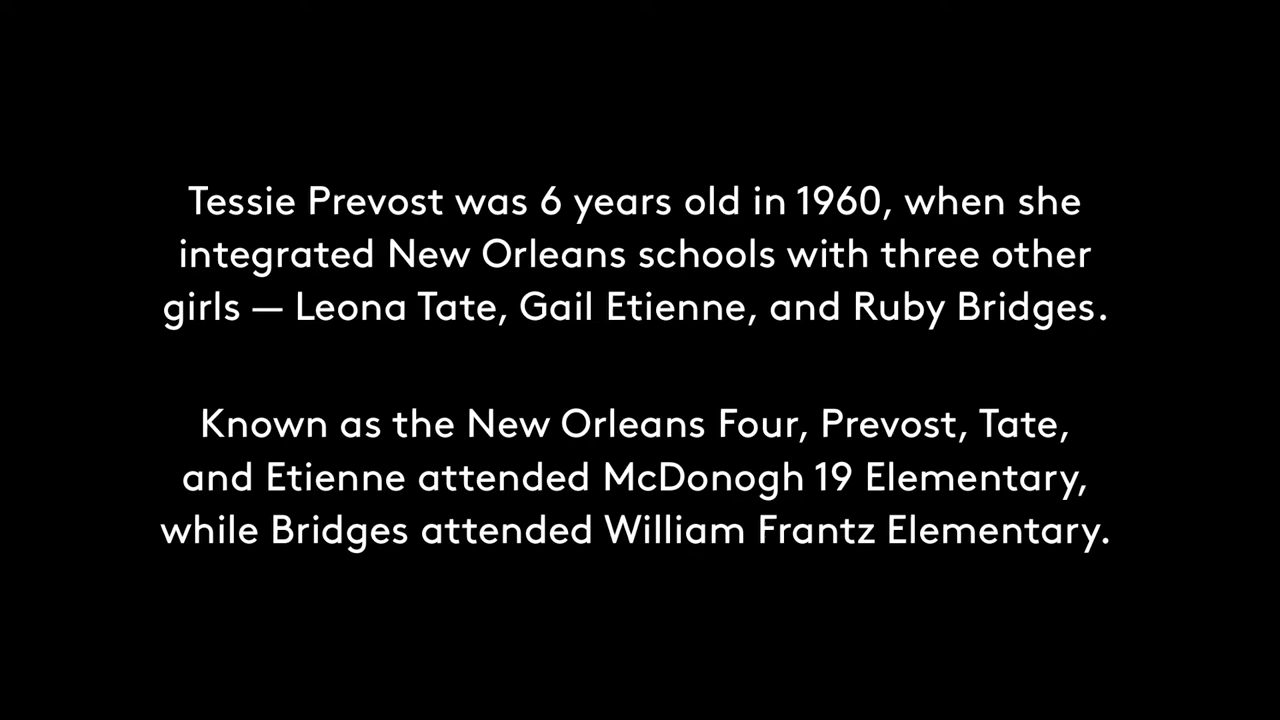 Tessie Prevost was 6 years old in 1960, when she
integrated New Orleans schools with three other
girls — Leona Tate, Gail Etienne, and Ruby Bridges.
Known as the New Orleans Four, Prevost, Tate,
and Etienne attended McDonogh 19 Elementary,
while Bridges attended William Frantz Elementary.